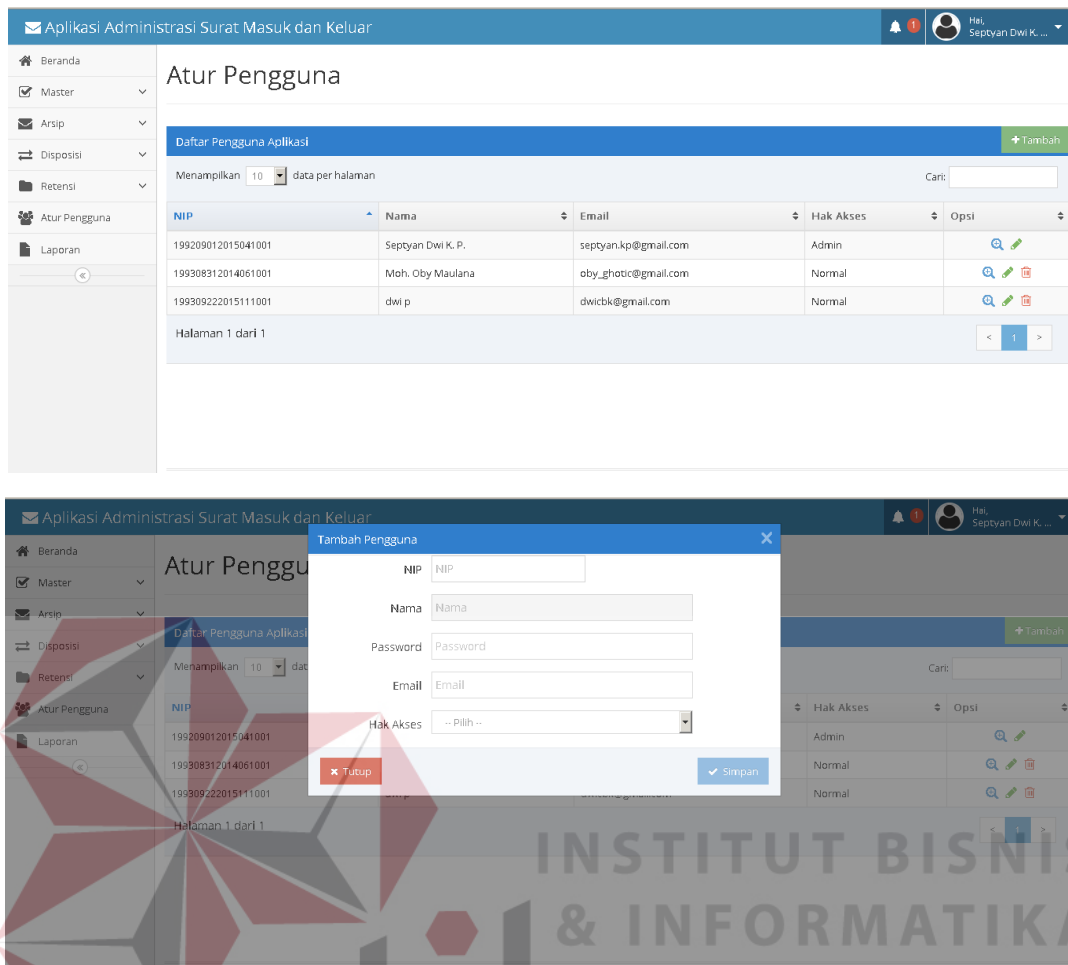 Aplikasi Administrasi Surat Masuk dan Keluar
1
Hai,
Septyan Dwi K. ...
Beranda
Master
Arsip
Disposisi
Retensi
Atur Pengguna
Laporan
Atur Pengguna
Daftar Pengguna Aplikasi
+Tambah
Menampilkan 10 data per halaman
Cari:
NIP Nama Email Hak Akses Opsi
199209012015041001 Septyan Dwi K. P. septyan.kp@gmail.com Admin
199308312014061001 Moh. Oby Maulana oby_ghotic@gmail.com Normal
199309222015111001 dwi p dwicbk@gmail.com Normal
Halaman 1 dari 1
< 1 >
Aplikasi Administrasi Surat Masuk dan Keluar
1
Hai,
Septyan Dwi K. ...
Beranda
Master
Arsip
Disposisi
Retensi
Atur Pengguna
Laporan
Atur Penggu
Daftar Pengguna Aplikasi
+Tambah
Menampilkan 10 dat
Cari:
NIP Hak Akses Opsi
199209012015041001 Admin
199308312014061001 Normal
199309222015111001 Normal
Halaman 1 dari 1
< 1 >
Tambah Pengguna
NIP NIP
Nama Nama
Password Password
Email Email
Hak Akses -- Pilih --
Tutup
Simpan
INSTITUT BISNIS
& INFORMATIKA